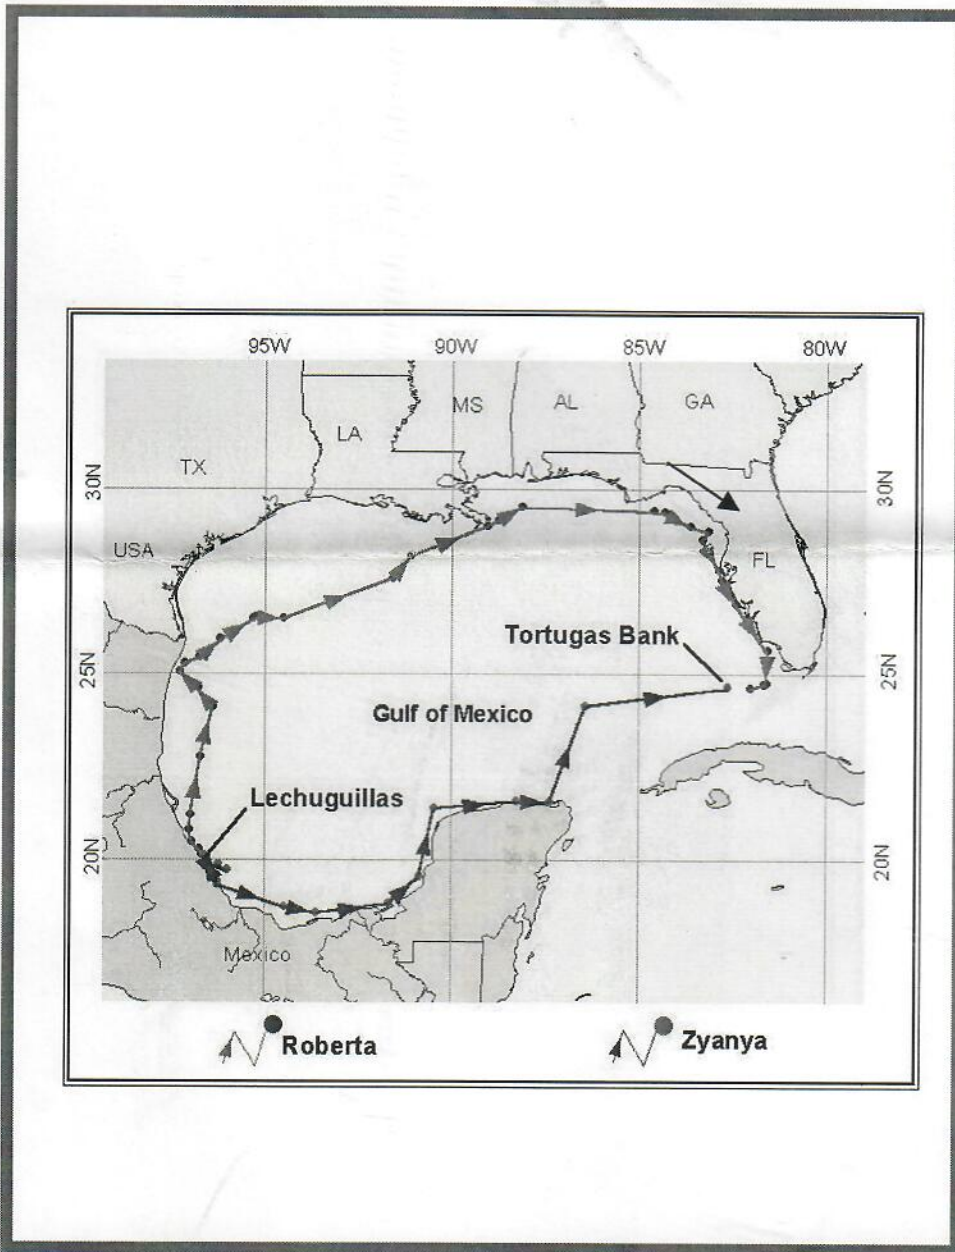 95W 90W 85W 80W
MS AL GA
LA
TX
30N 30N
USA
FL
Tortugas Bank
25N 25N
Gulf of Mexico
Lechuguillas
20N 20N
Mexico
Roberta Zyanya